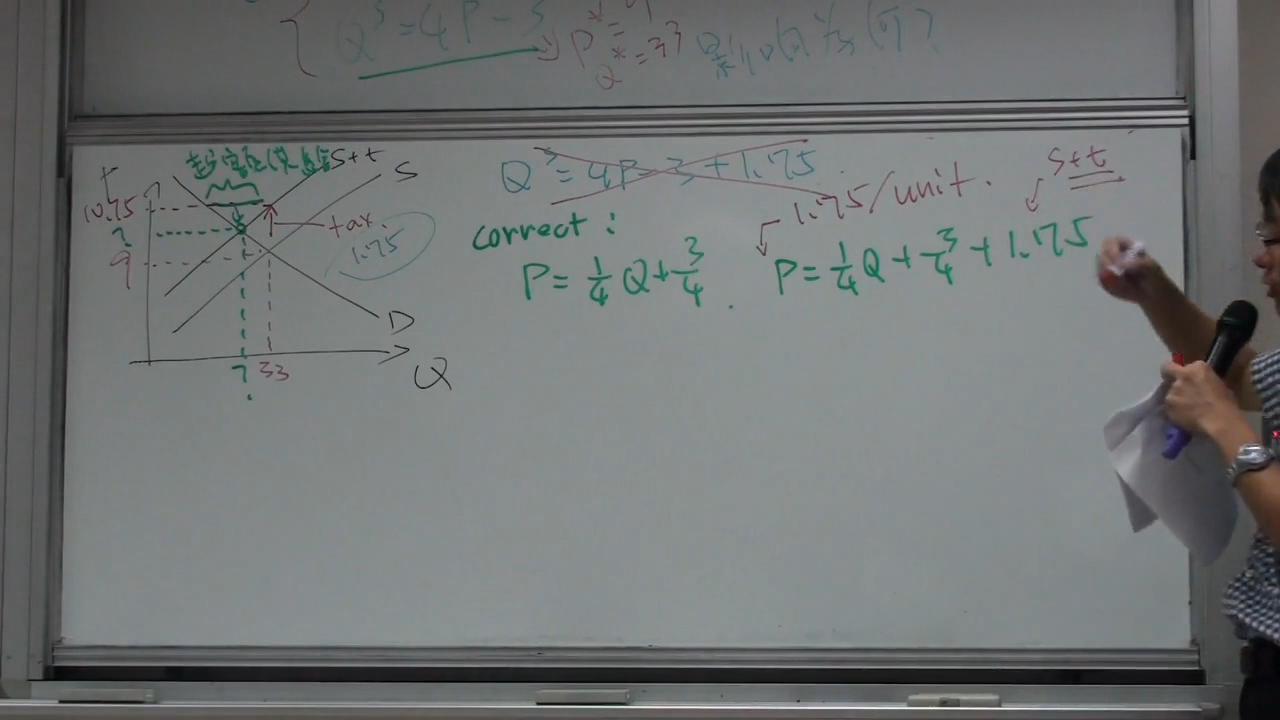 Q^s = 4P - 3
P* = 9
Q* = 33
Q^s = 4P - 3 + 1.75
S+t
1.75/unit.
correct :
P = 1/4 Q + 3/4 . P = 1/4 Q + 3/4 + 1.75
P
S+t
S
10.75
?
9
tax.
1.75
D
? 33
Q